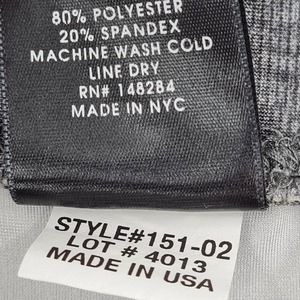 80% POLYESTER
20% SPANDEX
MACHINE WASH COLD
LINE DRY
RN# 148284
MADE IN NYC
STYLE#151-02
LOT # 4013
MADE IN USA